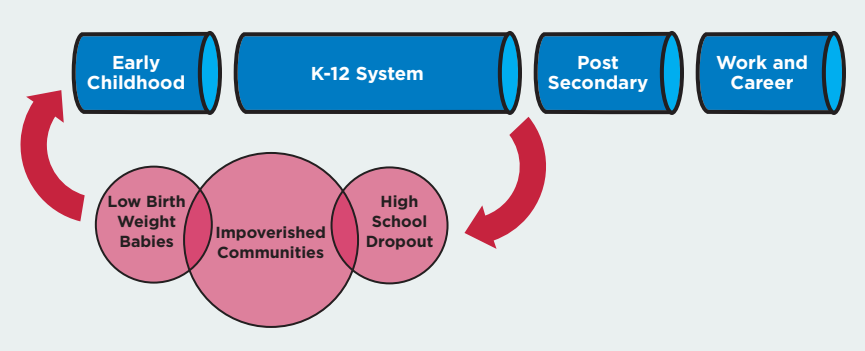 Early
Childhood
K-12 System
Post
Secondary
Work and
Career
Low Birth
Weight
Babies
Impoverished
Communities
High
School
Dropout